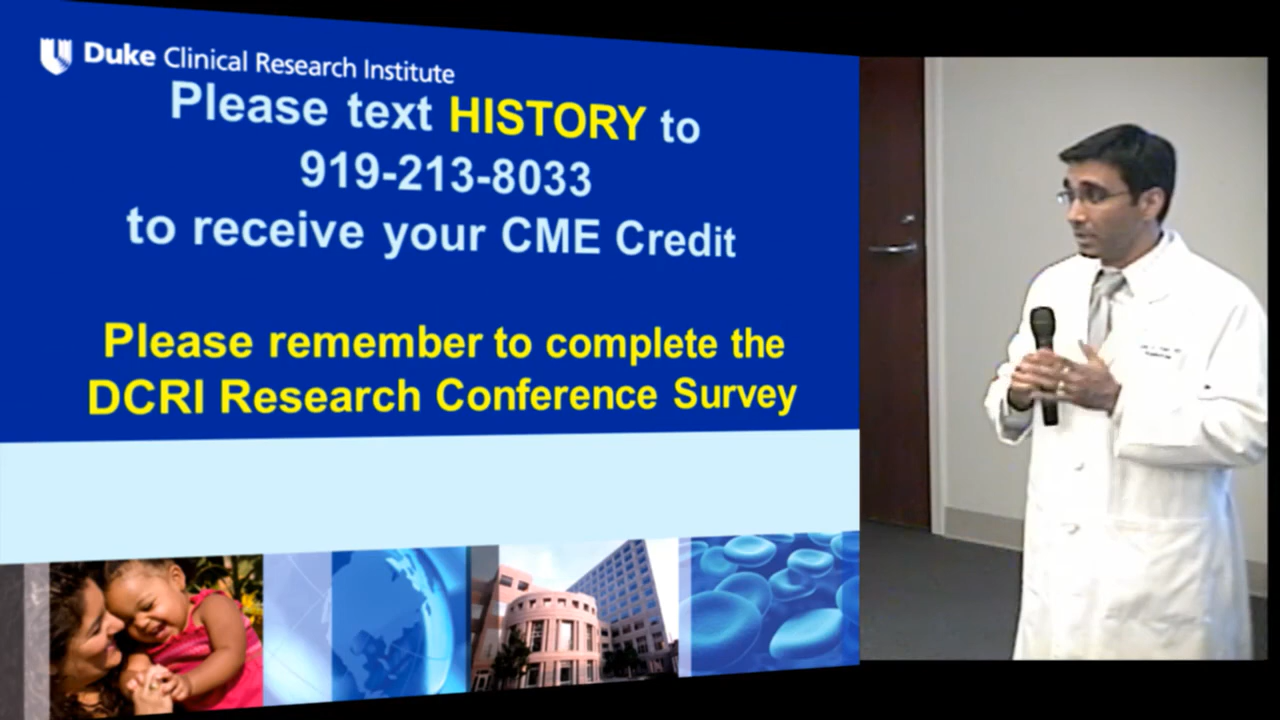 Duke Clinical Research Institute
Please text HISTORY to
919-213-8033
to receive your CME Credit
Please remember to complete the
DCRI Research Conference Survey